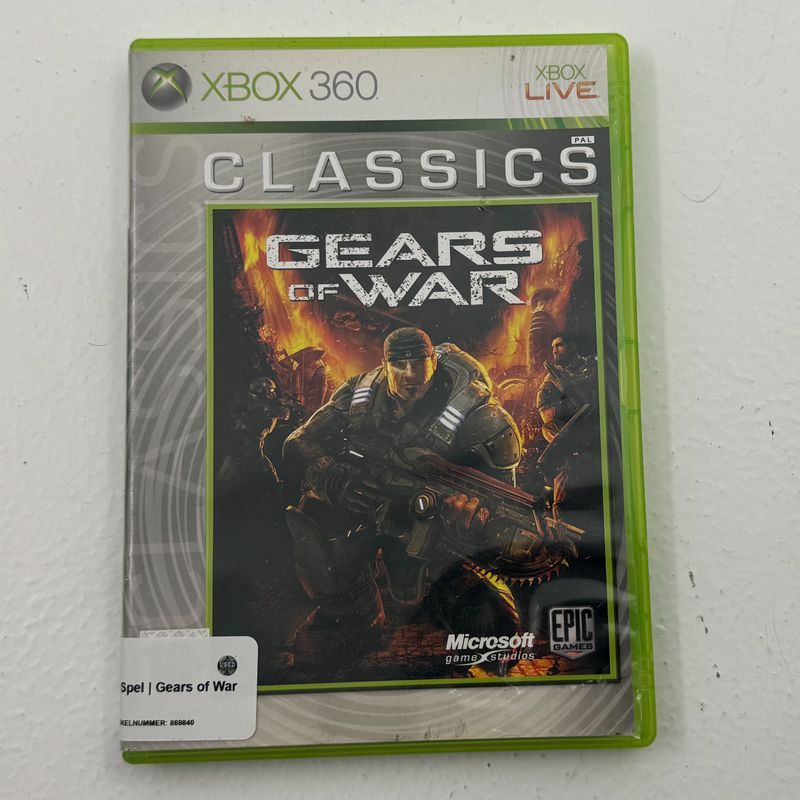 XBOX 360
XBOX
LIVE
PAL
CLASSICS
GEARS
OF WAR
Microsoft
game studios
EPIC
GAMES
USED
Spel | Gears of War
KELNUMMER: 869840